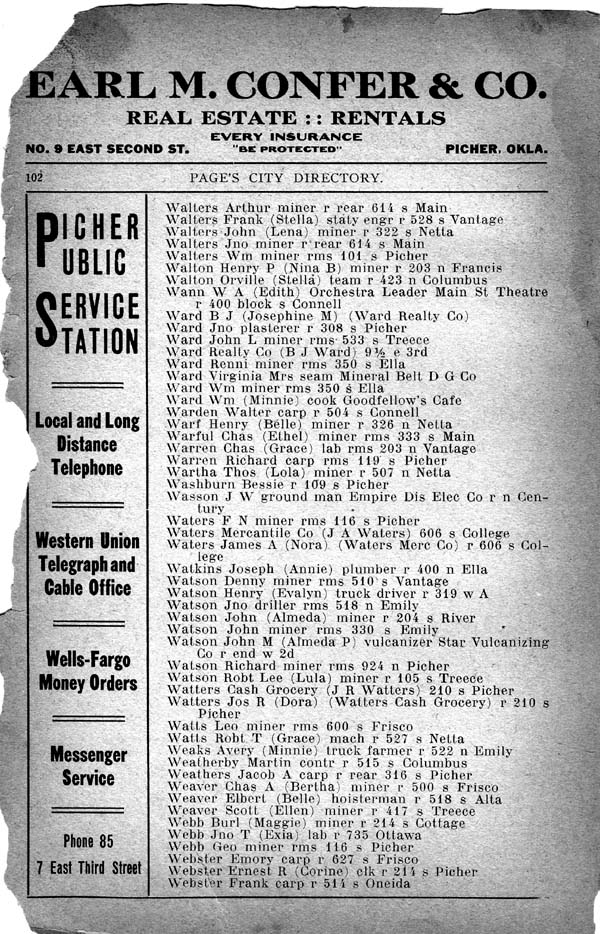 EARL M. CONFER & CO.
REAL ESTATE :: RENTALS
EVERY INSURANCE
NO. 9 EAST SECOND ST. "BE PROTECTED" PICHER, OKLA.
102 PAGE'S CITY DIRECTORY.
PICHER
PUBLIC
SERVICE
STATION
Local and Long
Distance
Telephone
Western Union
Telegraph and
Cable Office
Wells-Fargo
Money Orders
Messenger
Service
Phone 85
7 East Third Street
Walters Arthur miner r rear 614 s Main
Walters Frank (Stella) staty engr r 528 s Vantage
Walters John (Lena) miner r 322 s Netta
Walters Jno miner r rear 614 s Main
Walters Wm miner rms 101 s Picher
Walton Henry P (Nina B) miner r 203 n Francis
Walton Orville (Stella) team r 423 n Columbus
Wann W A (Edith) Orchestra Leader Main St Theatre
r 400 block s Connell
Ward B J (Josephine M) (Ward Realty Co)
Ward Jno plasterer r 308 s Picher
Ward John L miner rms 533 s Treece
Ward Realty Co (B J Ward) 9½ e 3rd
Ward Renni miner rms 350 s Ella
Ward Virginia Mrs seam Mineral Belt D G Co
Ward Wm miner rms 350 s Ella
Ward Wm (Minnie) cook Goodfellow's Cafe
Warden Walter carp r 504 s Connell
Warf Henry (Belle) miner r 326 n Netta
Warful Chas (Ethel) miner rms 333 s Main
Warren Chas (Grace) lab rms 203 n Vantage
Warren Richard carp rms 119 s Picher
Wartha Thos (Lola) miner r 507 n Netta
Washburn Bessie r 109 s Picher
Wasson J W ground man Empire Dis Elec Co r n Cen-
tury
Waters F N miner rms 116 s Picher
Waters Mercantile Co (J A Waters) 606 s College
Waters James A (Nora) (Waters Merc Co) r 606 s Col-
lege
Watkins Joseph (Annie) plumber r 400 n Ella
Watson Denny miner rms 510 s Vantage
Watson Henry (Evalyn) truck driver r 319 w A
Watson Jno driller rms 518 n Emily
Watson John (Almeda) miner r 204 s River
Watson John miner rms 330 s Emily
Watson John M (Almeda P) vulcanizer Star Vulcanizing
Co r end w 2d
Watson Richard miner rms 924 n Picher
Watson Robt Lee (Lula) miner r 105 s Treece
Watters Cash Grocery (J R Watters) 210 s Picher
Watters Jos R (Dora) (Watters Cash Grocery) r 210 s
Picher
Watts Leo miner rms 600 s Frisco
Watts Robt T (Grace) mach r 527 s Netta
Weaks Avery (Minnie) truck farmer r 522 n Emily
Weatherby Martin contr r 515 s Columbus
Weathers Jacob A carp r rear 316 s Picher
Weaver Chas A (Bertha) miner r 500 s Frisco
Weaver Elbert (Belle) hoisterman r 518 s Alta
Weaver Scott (Ellen) miner r 417 s Treece
Webb Burl (Maggie) miner r 214 s Cottage
Webb Jno T (Exia) lab r 735 Ottawa
Webb Geo miner rms 116 s Picher
Webster Emory carp r 627 s Frisco
Webster Ernest R (Corine) clk r 214 s Picher
Webster Frank carp r 514 s Oneida